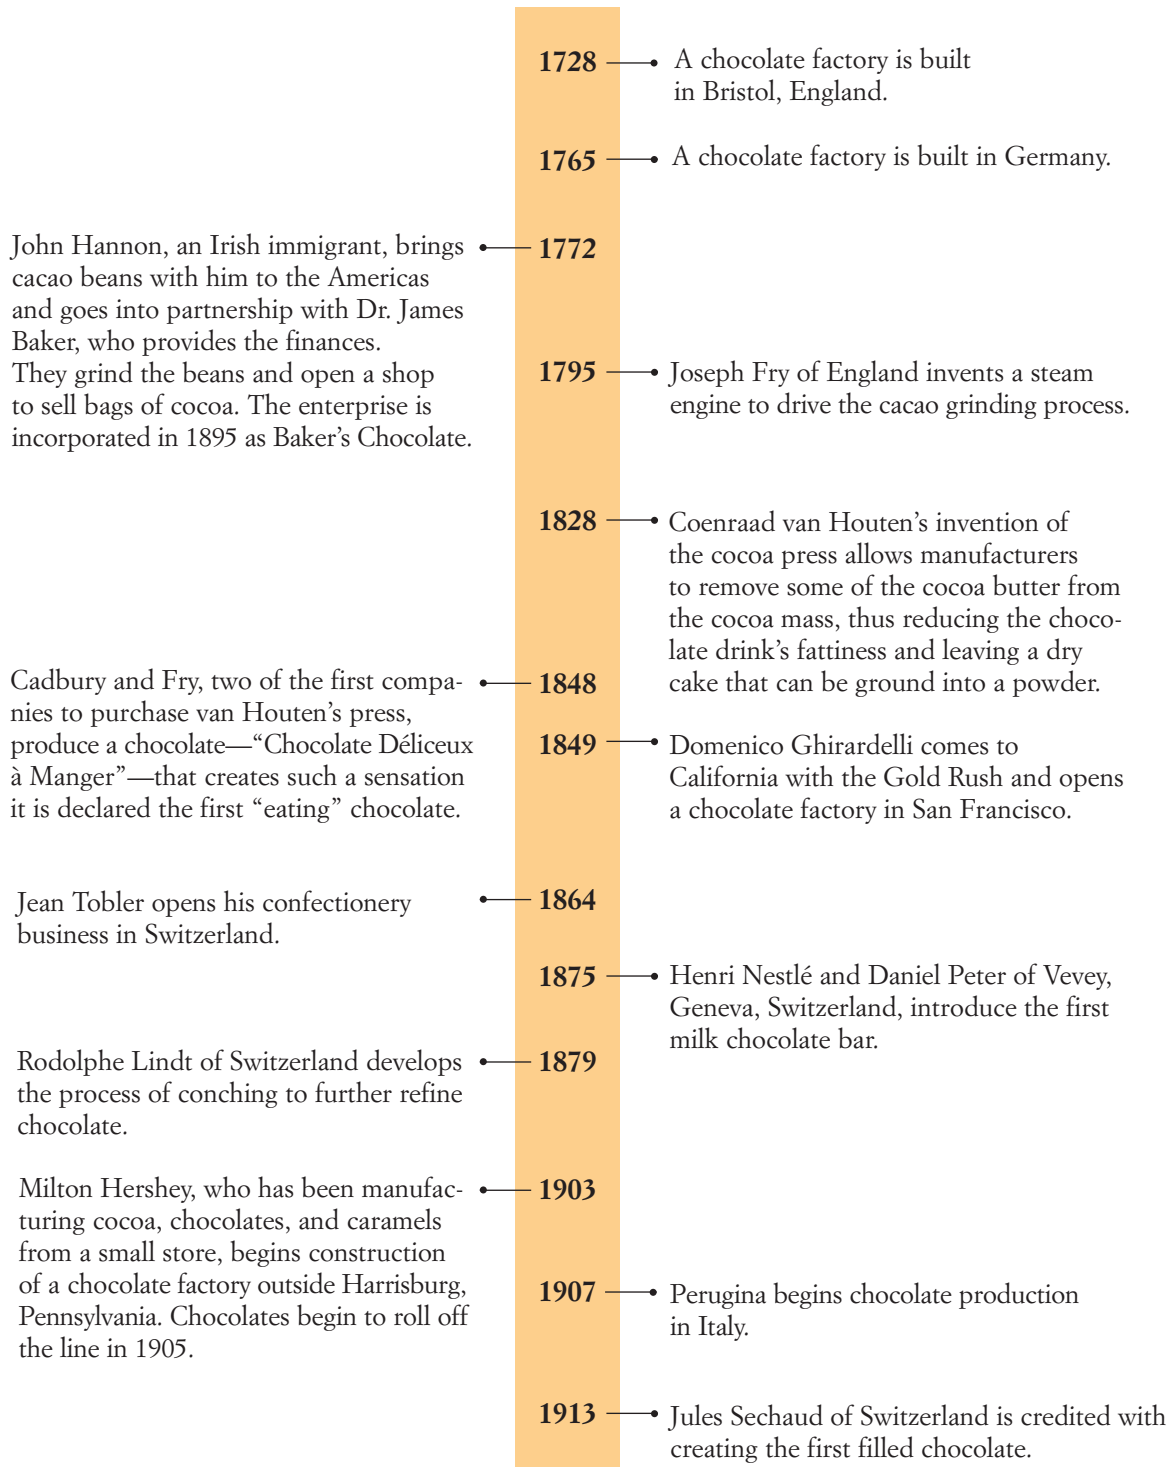 1728
A chocolate factory is built
in Bristol, England.
1765
A chocolate factory is built in Germany.
John Hannon, an Irish immigrant, brings
cacao beans with him to the Americas
and goes into partnership with Dr. James
Baker, who provides the finances.
They grind the beans and open a shop
to sell bags of cocoa. The enterprise is
incorporated in 1895 as Baker’s Chocolate.
1772
1795
Joseph Fry of England invents a steam
engine to drive the cacao grinding process.
1828
Coenraad van Houten’s invention of
the cocoa press allows manufacturers
to remove some of the cocoa butter from
the cocoa mass, thus reducing the choco-
late drink’s fattiness and leaving a dry
cake that can be ground into a powder.
Cadbury and Fry, two of the first compa-
nies to purchase van Houten’s press,
produce a chocolate—“Chocolate Déliceux
à Manger”—that creates such a sensation
it is declared the first “eating” chocolate.
1848
1849
Domenico Ghirardelli comes to
California with the Gold Rush and opens
a chocolate factory in San Francisco.
Jean Tobler opens his confectionery
business in Switzerland.
1864
1875
Henri Nestlé and Daniel Peter of Vevey,
Geneva, Switzerland, introduce the first
milk chocolate bar.
Rodolphe Lindt of Switzerland develops
the process of conching to further refine
chocolate.
1879
Milton Hershey, who has been manufac-
turing cocoa, chocolates, and caramels
from a small store, begins construction
of a chocolate factory outside Harrisburg,
Pennsylvania. Chocolates begin to roll off
the line in 1905.
1903
1907
Perugina begins chocolate production
in Italy.
1913
Jules Sechaud of Switzerland is credited with
creating the first filled chocolate.